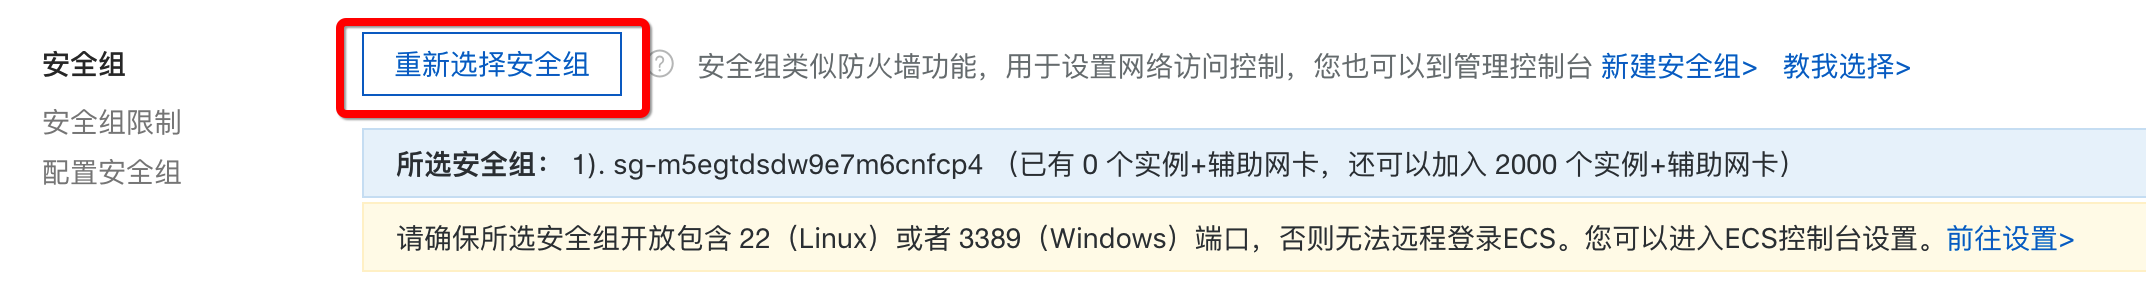 安全组
重新选择安全组 ? 安全组类似防火墙功能，用于设置网络访问控制，您也可以到管理控制台 新建安全组> 教我选择>
安全组限制
配置安全组
所选安全组： 1). sg-m5egtdsdw9e7m6cnfcp4 （已有 0 个实例+辅助网卡，还可以加入 2000 个实例+辅助网卡）
请确保所选安全组开放包含 22（Linux）或者 3389（Windows）端口，否则无法远程登录ECS。您可以进入ECS控制台设置。前往设置>